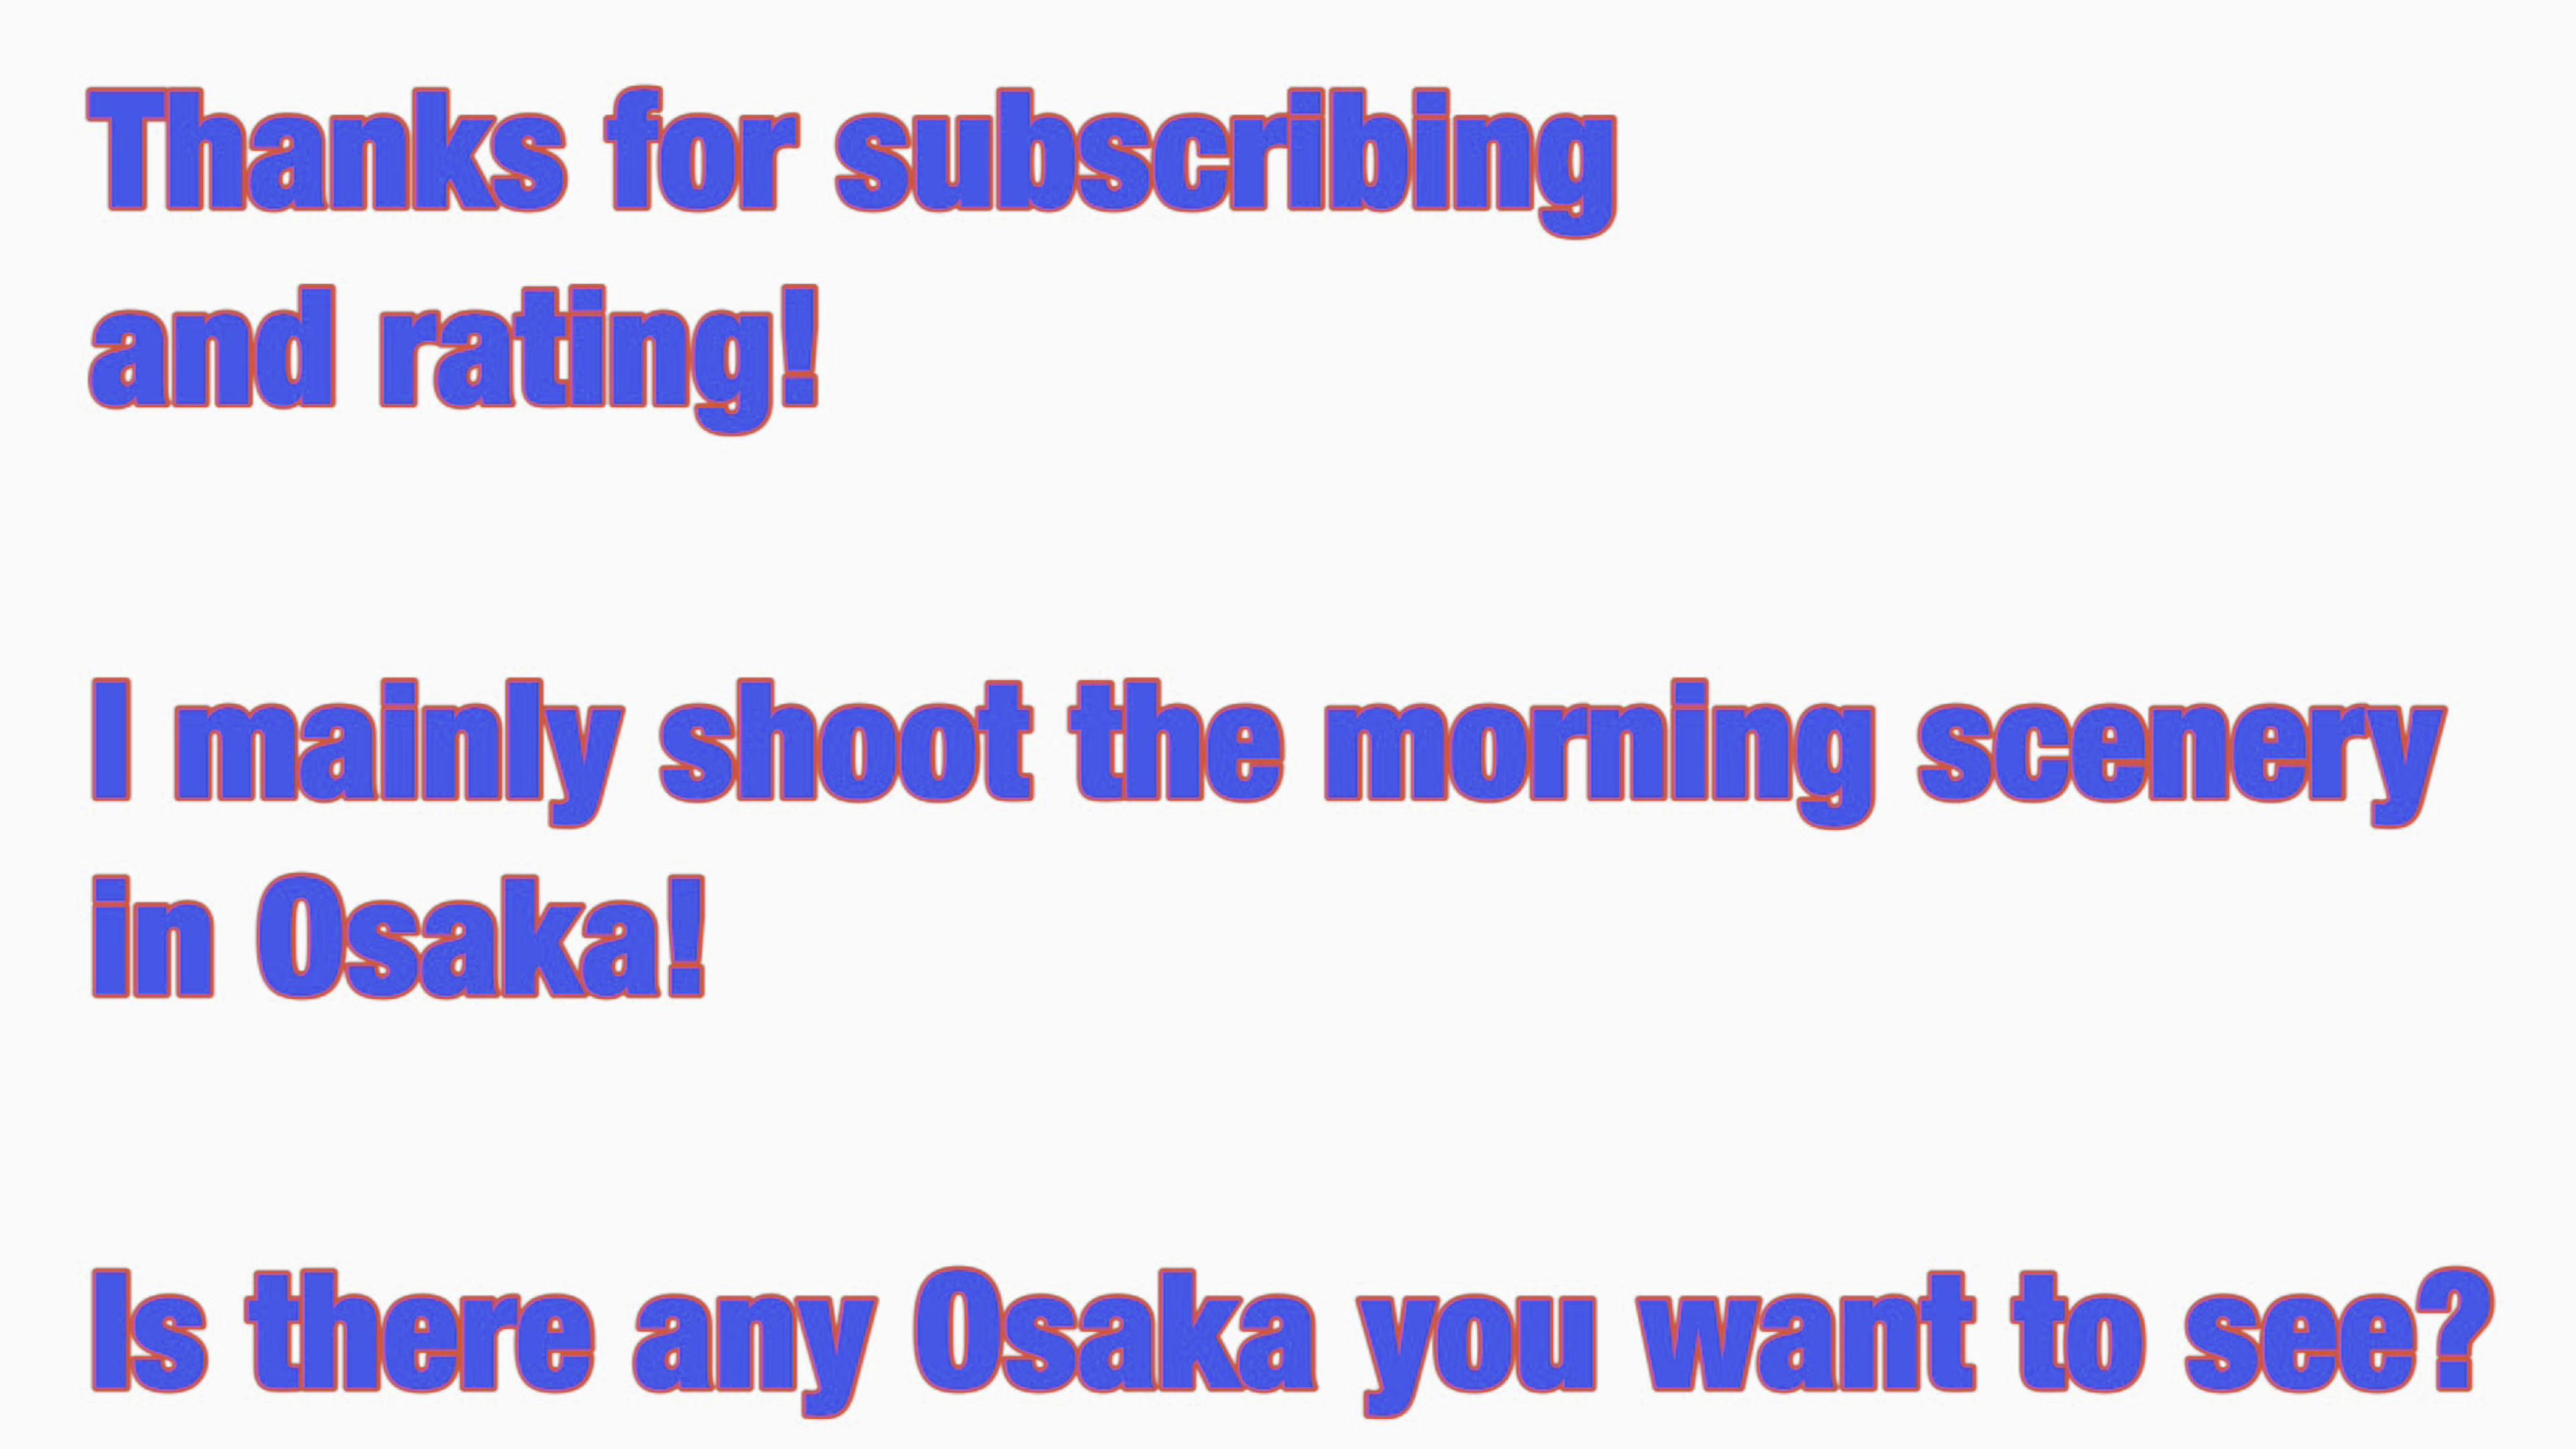 Thanks for subscribing
and rating!
I mainly shoot the morning scenery
in Osaka!
Is there any Osaka you want to see?